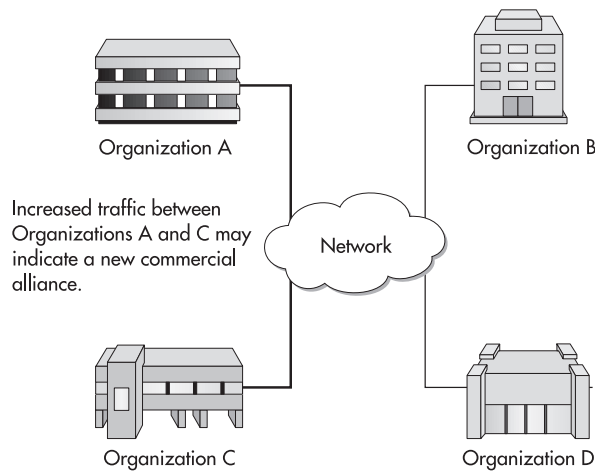 Organization A
Organization B
Increased traffic between
Organizations A and C may
indicate a new commercial
alliance.
Network
Organization C
Organization D